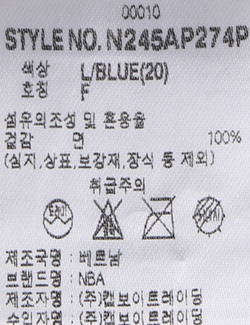 00010
STYLE NO. N245AP274P
색상 L/BLUE(20)
호칭 F
섬유의조성 및 혼용율
겉감 면 100%
(심지,상표,보강재,장식 등 제외)
취급주의
제조국명 : 베트남
브랜드명 : NBA
제조자명 : (주)캡보이트레이딩
수입자명 : (주)캡보이트레이딩